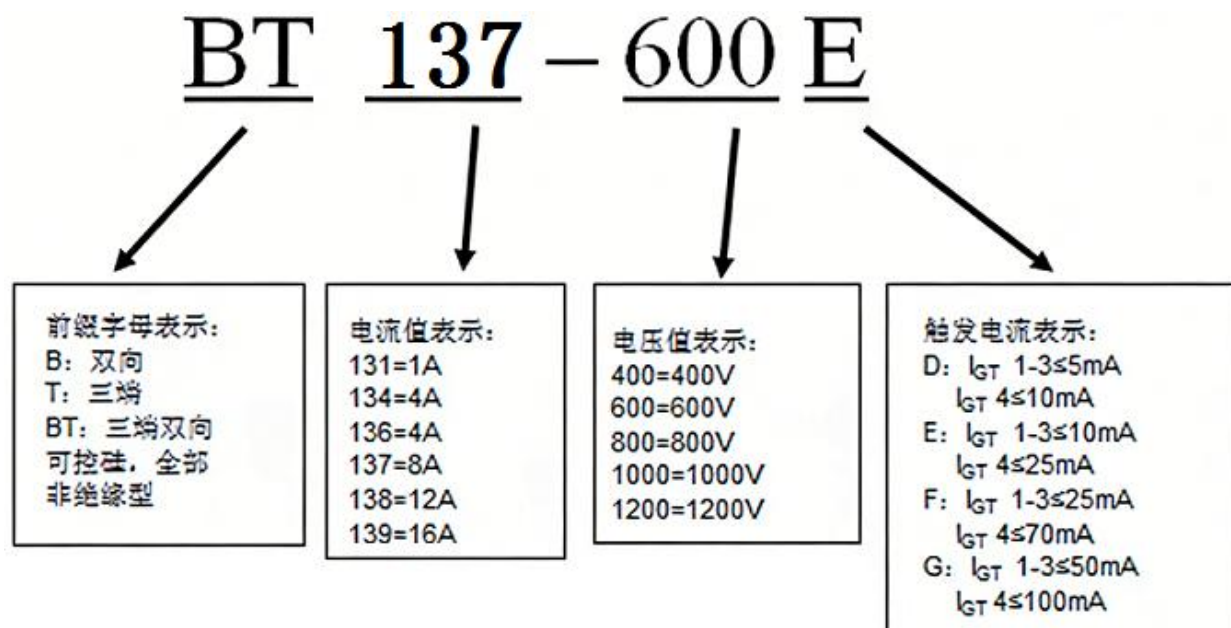 BT 137-600 E
前缀字母表示：
B：双向
T：三端
BT：三端双向
可控硅，全部
非绝缘型
电流值表示：
131=1A
134=4A
136=4A
137=8A
138=12A
139=16A
电压值表示：
400=400V
600=600V
800=800V
1000=1000V
1200=1200V
触发电流表示：
D：IGT 1-3≤5mA
IGT 4≤10mA
E：IGT 1-3≤10mA
IGT 4≤25mA
F：IGT 1-3≤25mA
IGT 4≤70mA
G：IGT 1-3≤50mA
IGT 4≤100mA